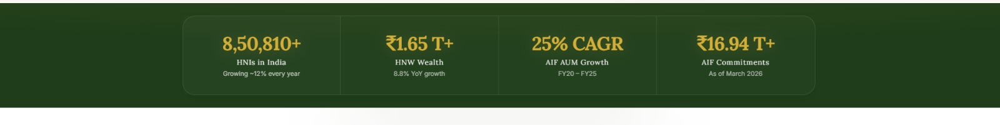 8,50,810+
HNIs in India
Growing ~12% every year
₹1.65 T+
HNW Wealth
8.8% YoY growth
25% CAGR
AIF AUM Growth
FY20 – FY25
₹16.94 T+
AIF Commitments
As of March 2026